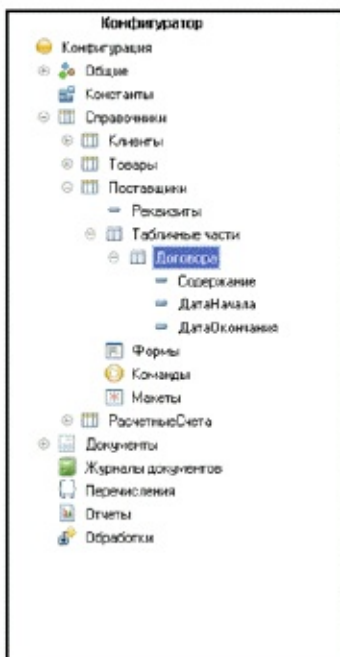 Конфигуратор
Конфигурация
Общие
Константы
Справочники
Клиенты
Товары
Поставщики
Реквизиты
Табличные части
Договора
Содержание
ДатаНачала
ДатаОкончания
Формы
Команды
Макеты
РасчетныеСчета
Документы
Журналы документов
Перечисления
Отчеты
Обработки